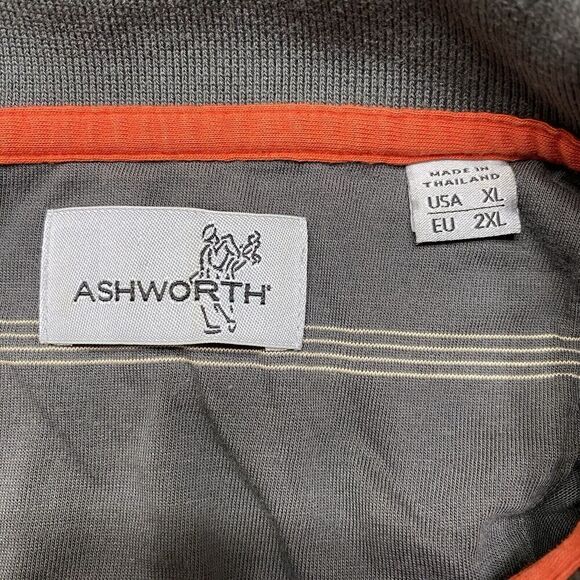 ASHWORTH®
MADE IN
THAILAND
USA XL
EU 2XL